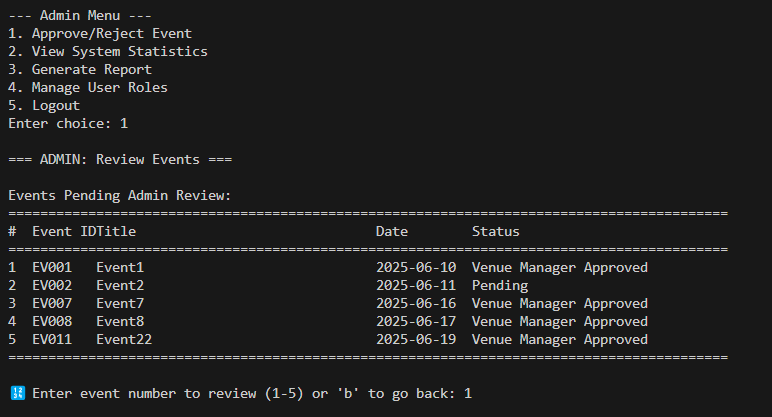 --- Admin Menu ---
1. Approve/Reject Event
2. View System Statistics
3. Generate Report
4. Manage User Roles
5. Logout
Enter choice: 1
=== ADMIN: Review Events ===
Events Pending Admin Review:
==========================================================================================
#  Event IDTitle                              Date        Status
==========================================================================================
1  EV001   Event1                             2025-06-10  Venue Manager Approved
2  EV002   Event2                             2025-06-11  Pending
3  EV007   Event7                             2025-06-16  Venue Manager Approved
4  EV008   Event8                             2025-06-17  Venue Manager Approved
5  EV011   Event22                            2025-06-19  Venue Manager Approved
==========================================================================================
🔢 Enter event number to review (1-5) or 'b' to go back: 1